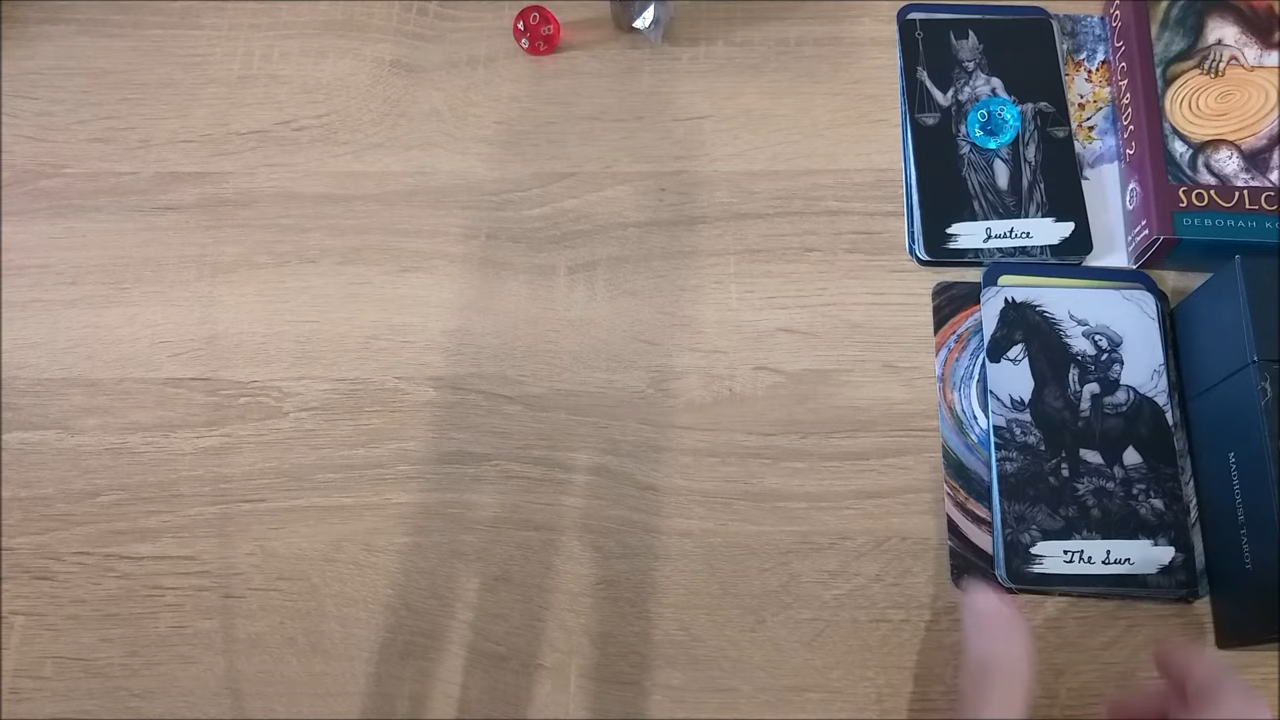 SOULCARDS 2
SOULC
DEBORAH KO
Justice
The Sun
MADHOUSE TAROT